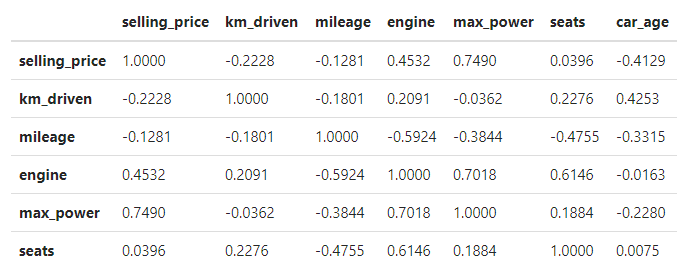 selling_price km_driven mileage engine max_power seats car_age
selling_price 1.0000 -0.2228 -0.1281 0.4532 0.7490 0.0396 -0.4129
km_driven -0.2228 1.0000 -0.1801 0.2091 -0.0362 0.2276 0.4253
mileage -0.1281 -0.1801 1.0000 -0.5924 -0.3844 -0.4755 -0.3315
engine 0.4532 0.2091 -0.5924 1.0000 0.7018 0.6146 -0.0163
max_power 0.7490 -0.0362 -0.3844 0.7018 1.0000 0.1884 -0.2280
seats 0.0396 0.2276 -0.4755 0.6146 0.1884 1.0000 0.0075